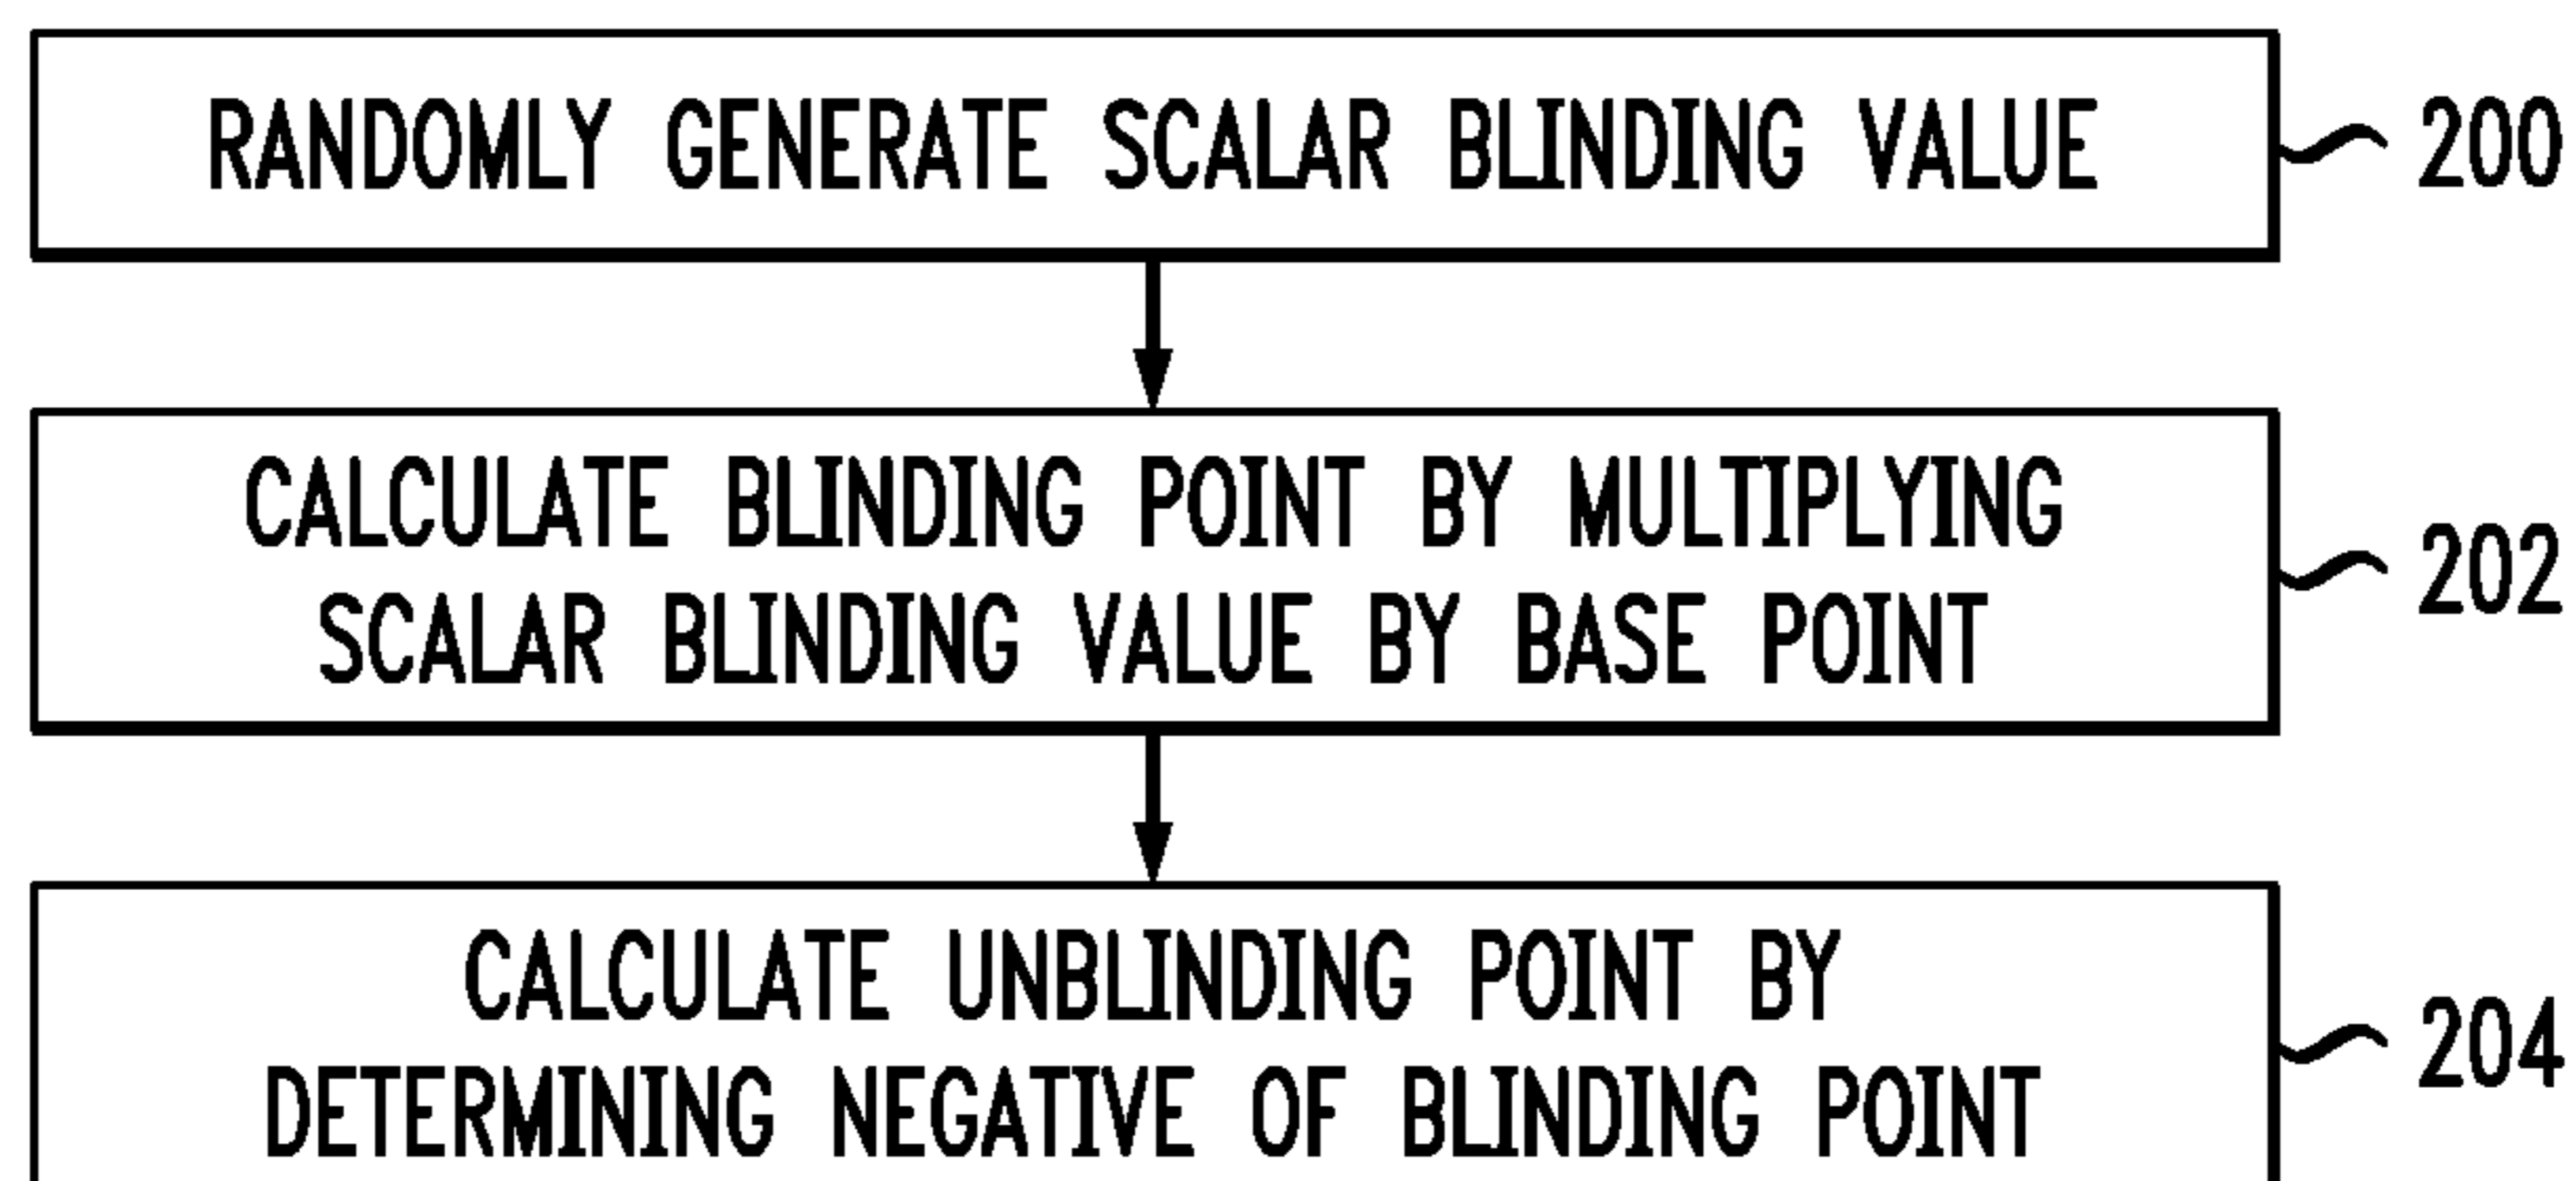 RANDOMLY GENERATE SCALAR BLINDING VALUE
200
CALCULATE BLINDING POINT BY MULTIPLYING
SCALAR BLINDING VALUE BY BASE POINT
202
CALCULATE UNBLINDING POINT BY
DETERMINING NEGATIVE OF BLINDING POINT
204